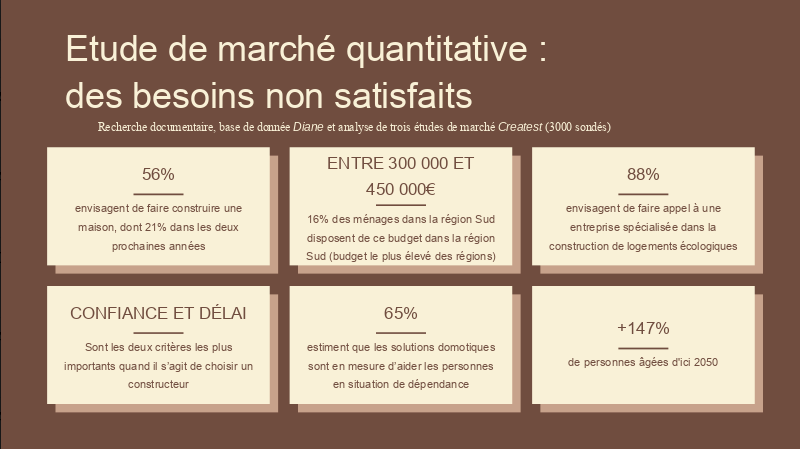 Etude de marché quantitative :
des besoins non satisfaits
Recherche documentaire, base de donnée Diane et analyse de trois études de marché Createst (3000 sondés)
56%
envisagent de faire construire une
maison, dont 21% dans les deux
prochaines années
ENTRE 300 000 ET
450 000€
16% des ménages dans la région Sud
disposent de ce budget dans la région
Sud (budget le plus élevé des régions)
88%
envisagent de faire appel à une
entreprise spécialisée dans la
construction de logements écologiques
CONFIANCE ET DÉLAI
Sont les deux critères les plus
importants quand il s'agit de choisir un
constructeur
65%
estiment que les solutions domotiques
sont en mesure d'aider les personnes
en situation de dépendance
+147%
de personnes âgées d'ici 2050